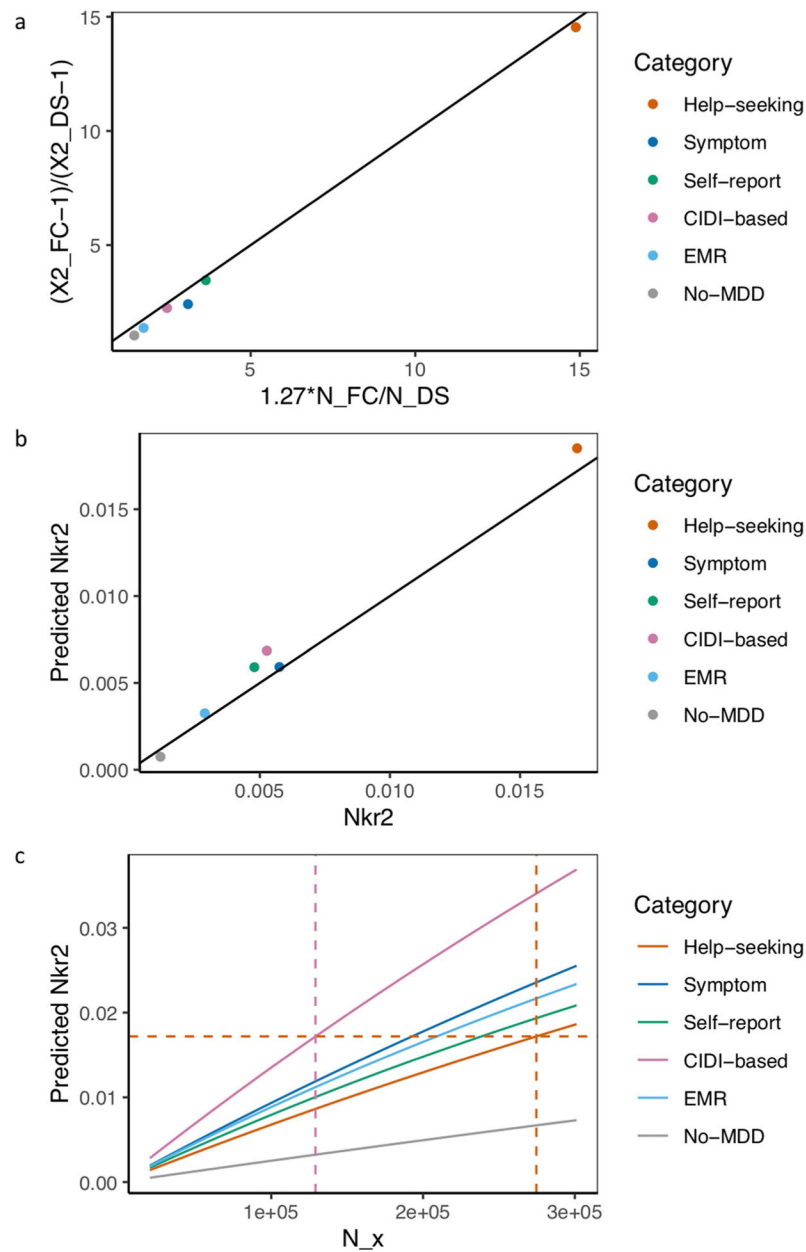 a
15
10
5
(X2_FC−1)/(X2_DS−1)
5
10
15
1.27*N_FC/N_DS
Category
Help−seeking
Symptom
Self−report
CIDI−based
EMR
No−MDD
b
0.015
0.010
0.005
0.000
Predicted Nkr2
0.005
0.010
0.015
Nkr2
Category
Help−seeking
Symptom
Self−report
CIDI−based
EMR
No−MDD
c
0.03
0.02
0.01
0.00
Predicted Nkr2
1e+05
2e+05
3e+05
N_x
Category
Help−seeking
Symptom
Self−report
CIDI−based
EMR
No−MDD